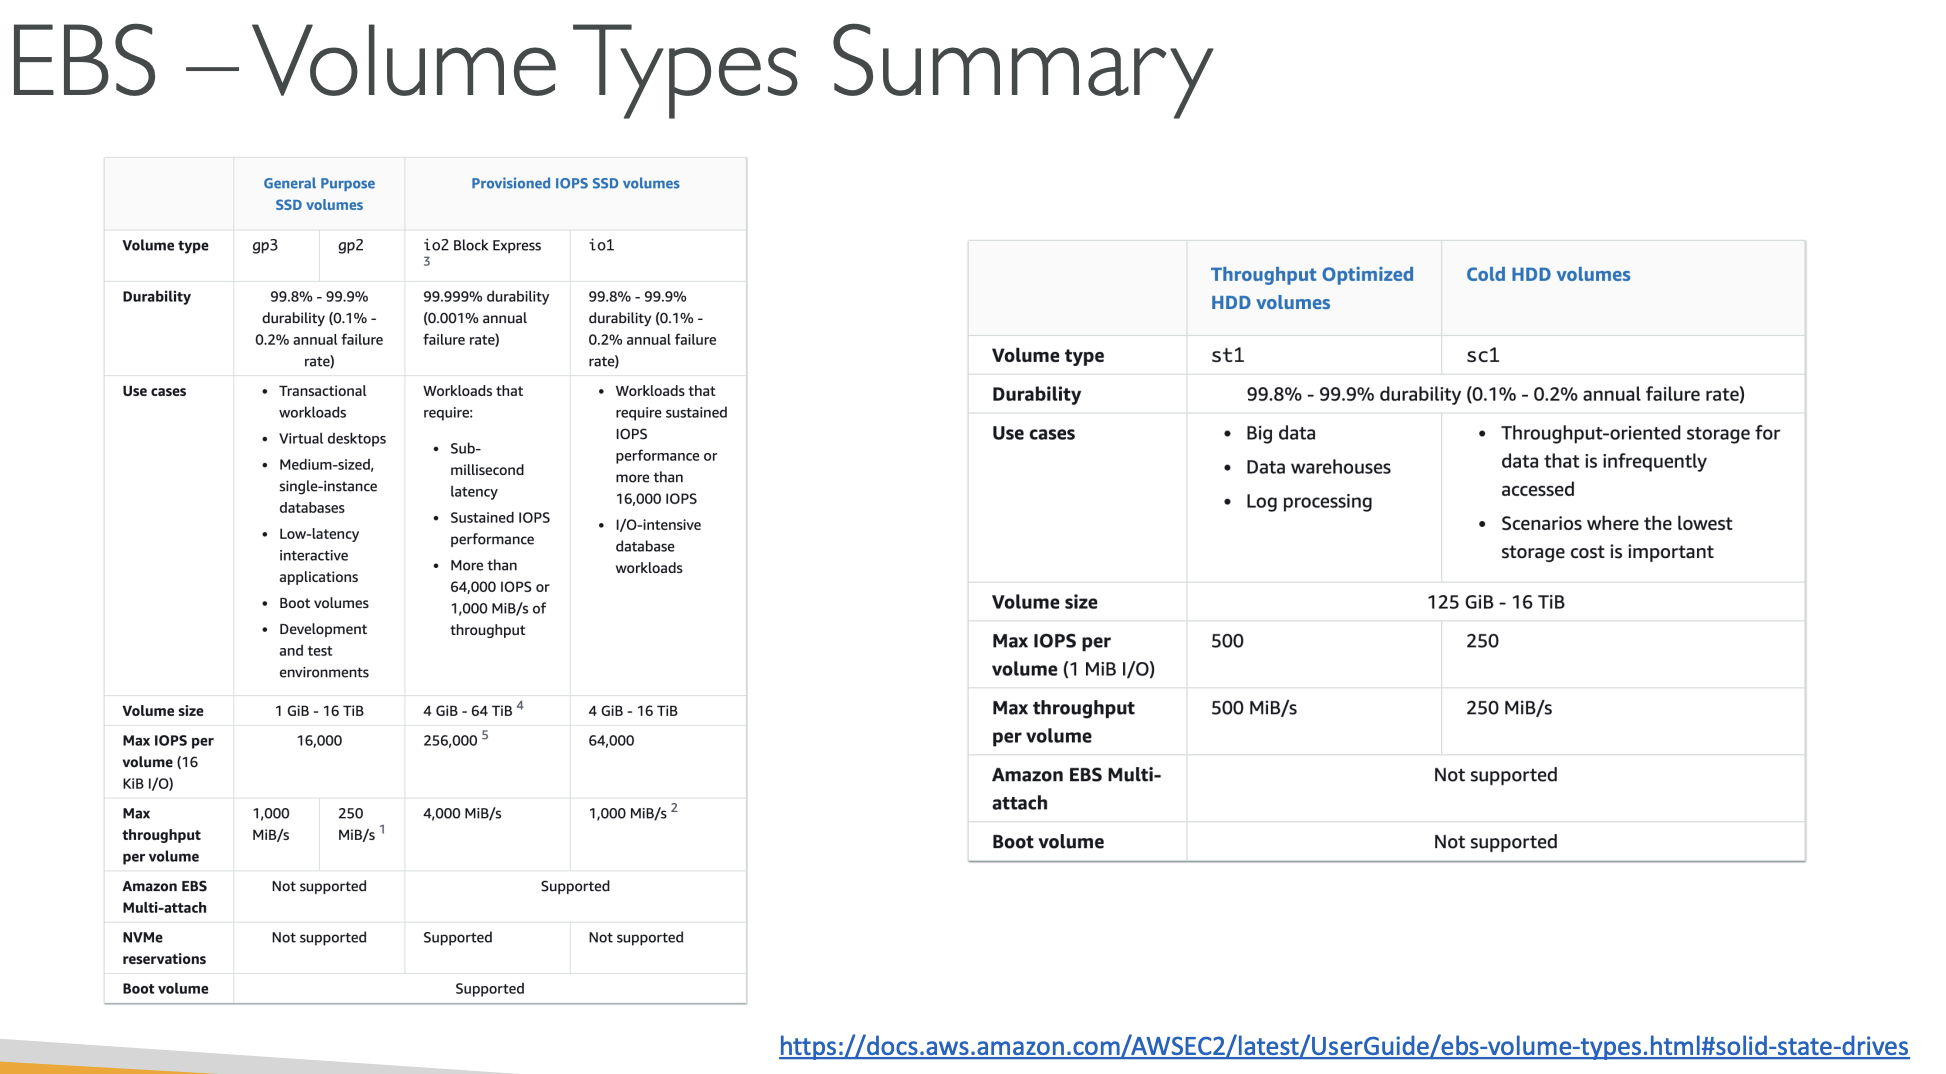 EBS – Volume Types Summary
General Purpose
SSD volumes
Provisioned IOPS SSD volumes
Volume type
gp3
gp2
io2 Block Express
3
io1
Durability
99.8% - 99.9%
durability (0.1% -
0.2% annual failure
rate)
99.999% durability
(0.001% annual
failure rate)
99.8% - 99.9%
durability (0.1% -
0.2% annual failure
rate)
Use cases
• Transactional
workloads
• Virtual desktops
• Medium-sized,
single-instance
databases
• Low-latency
interactive
applications
• Boot volumes
• Development
and test
environments
Workloads that
require:
• Sub-
millisecond
latency
• Sustained IOPS
performance
• More than
64,000 IOPS or
1,000 MiB/s of
throughput
• Workloads that
require sustained
IOPS
performance or
more than
16,000 IOPS
• I/O-intensive
database
workloads
Volume size
1 GiB - 16 TiB
4 GiB - 64 TiB 4
4 GiB - 16 TiB
Max IOPS per
volume (16
KiB I/O)
16,000
256,000 5
64,000
Max
throughput
per volume
1,000
MiB/s
250
MiB/s 1
4,000 MiB/s
1,000 MiB/s 2
Amazon EBS
Multi-attach
Not supported
Supported
NVMe
reservations
Not supported
Supported
Not supported
Boot volume
Supported
Throughput Optimized
HDD volumes
Cold HDD volumes
Volume type
st1
sc1
Durability
99.8% - 99.9% durability (0.1% - 0.2% annual failure rate)
Use cases
• Big data
• Data warehouses
• Log processing
• Throughput-oriented storage for
data that is infrequently
accessed
• Scenarios where the lowest
storage cost is important
Volume size
125 GiB - 16 TiB
Max IOPS per
volume (1 MiB I/O)
500
250
Max throughput
per volume
500 MiB/s
250 MiB/s
Amazon EBS Multi-
attach
Not supported
Boot volume
Not supported
https://docs.aws.amazon.com/AWSEC2/latest/UserGuide/ebs-volume-types.html#solid-state-drives